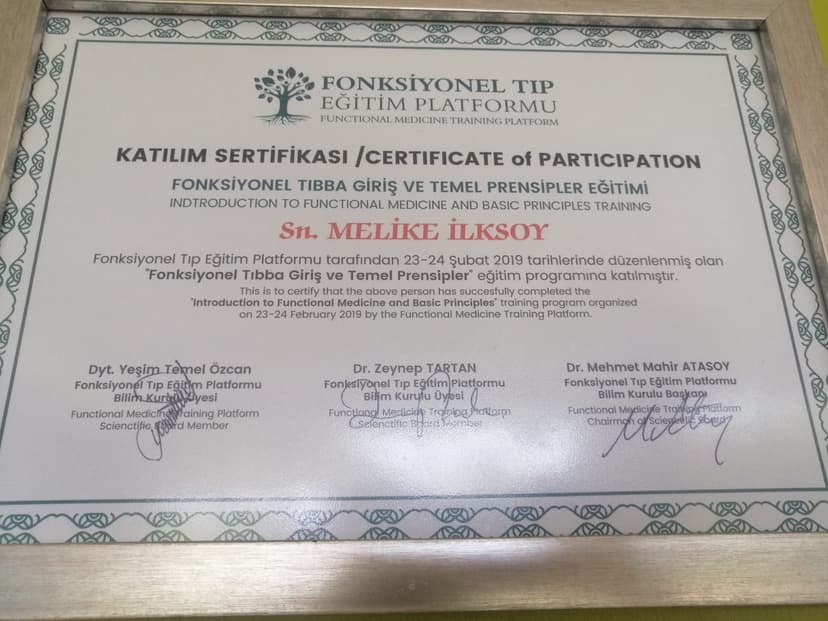 FONKSİYONEL TIP
EĞİTİM PLATFORMU
FUNCTIONAL MEDICINE TRAINING PLATFORM
KATILIM SERTİFİKASI /CERTIFICATE of PARTICIPATION
FONKSİYONEL TIBBA GİRİŞ VE TEMEL PRENSİPLER EĞİTİMİ
INDTRODUCTION TO FUNCTIONAL MEDICINE AND BASIC PRINCIPLES TRAINING
Sn. MELİKE İLKSOY
Fonksiyonel Tıp Eğitim Platformu tarafından 23-24 Şubat 2019 tarihlerinde düzenlenmiş olan
"Fonksiyonel Tıbba Giriş ve Temel Prensipler" eğitim programına katılmıştır.
This is to certify that the above person has succesfully completed the
"Introduction to Functional Medicine and Basic Principles" training program organized
on 23-24 February 2019 by the Functional Medicine Training Platform.
Dyt. Yeşim Temel Özcan
Fonksiyonel Tıp Eğitim Platformu
Bilim Kurulu Üyesi
Functional Medicine Training Platform
Scienctific Board Member
Dr. Zeynep TARTAN
Fonksiyonel Tıp Eğitim Platformu
Bilim Kurulu Üyesi
Functional Medicine Training Platform
Scienctific Board Member
Dr. Mehmet Mahir ATASOY
Fonksiyonel Tıp Eğitim Platformu
Bilim Kurulu Başkanı
Functional Medicine Training Platform
Chairman of Scienctific Board